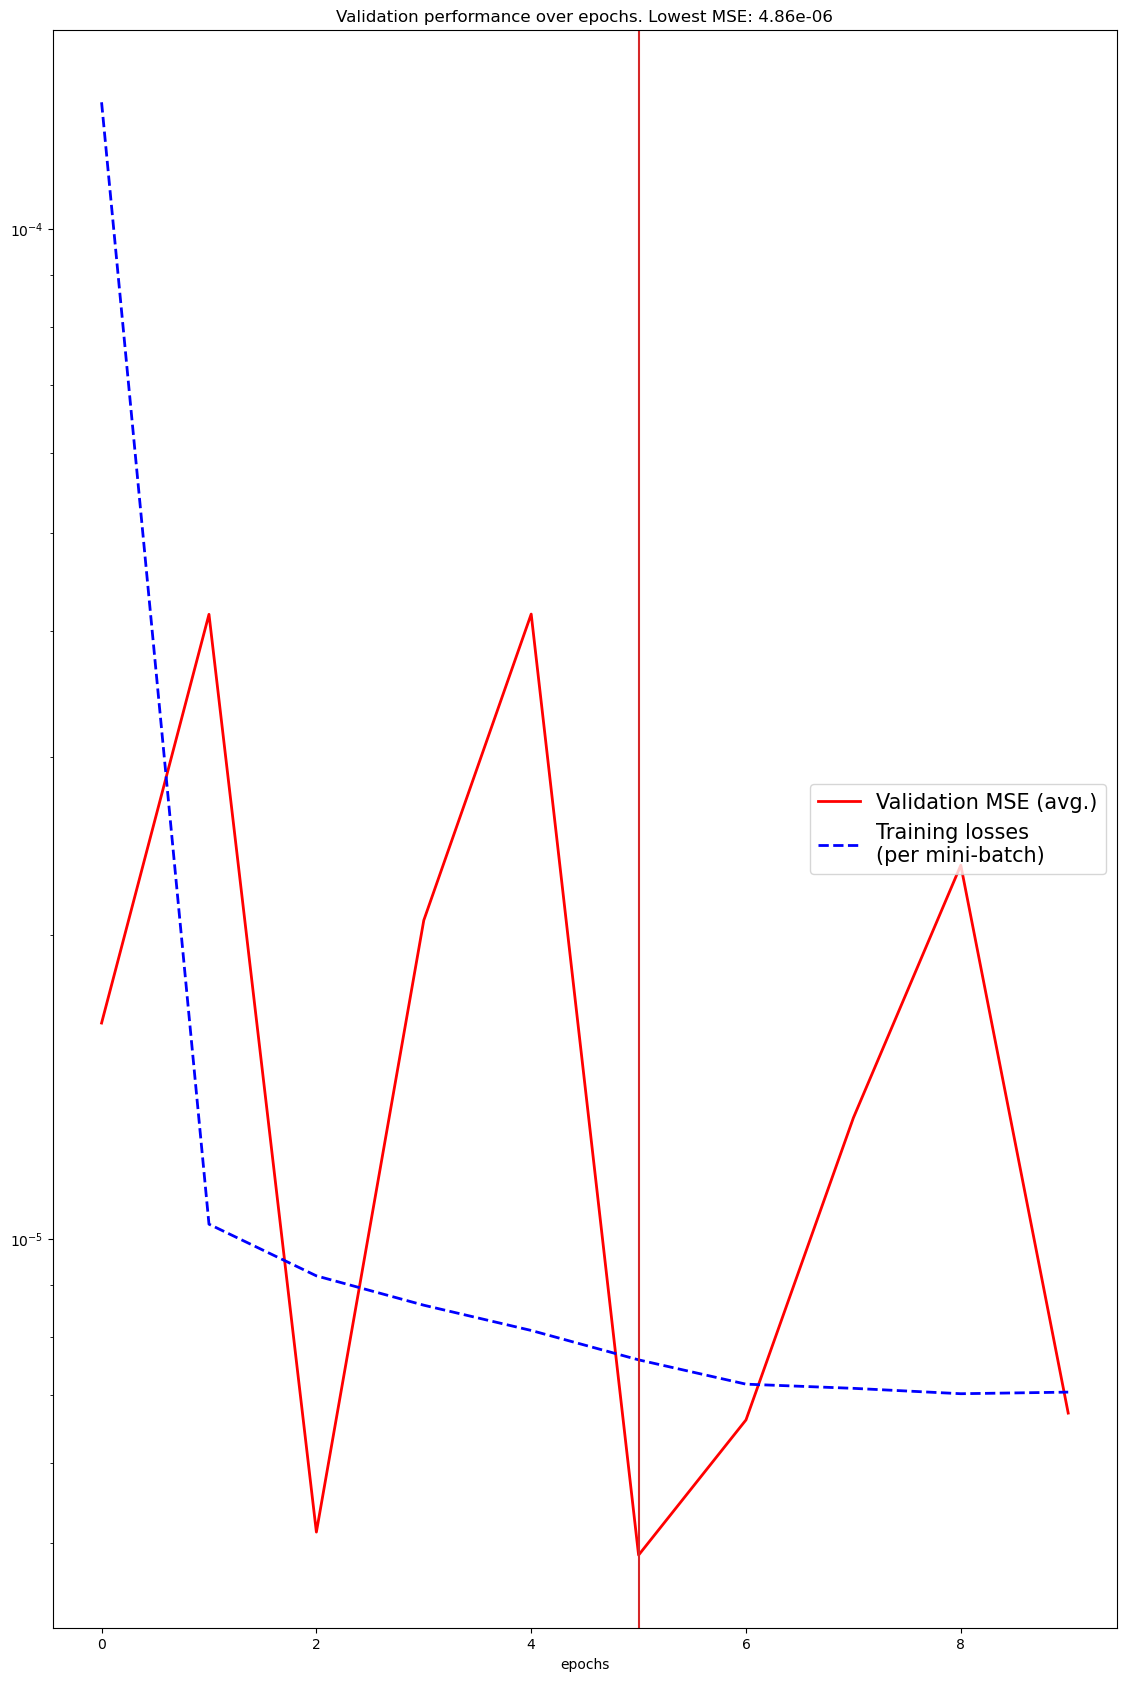 Validation performance over epochs. Lowest MSE: 4.86e-06
10⁻⁴
Validation MSE (avg.)
Training losses
(per mini-batch)
10⁻⁵
0 2 4 6 8
epochs